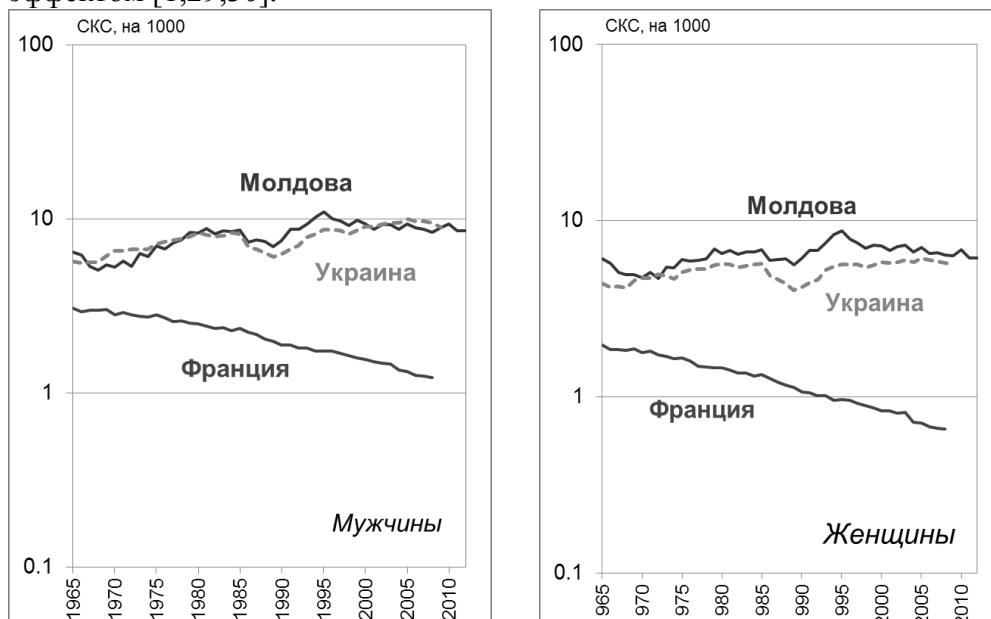 СКС, на 1000
100
10
1
0.1
Молдова
Украина
Франция
Мужчины
1965
1970
1975
1980
1985
1990
1995
2000
2005
2010
СКС, на 1000
100
10
1
0.1
Молдова
Украина
Франция
Женщины
965
970
975
980
985
990
995
2000
2005
2010